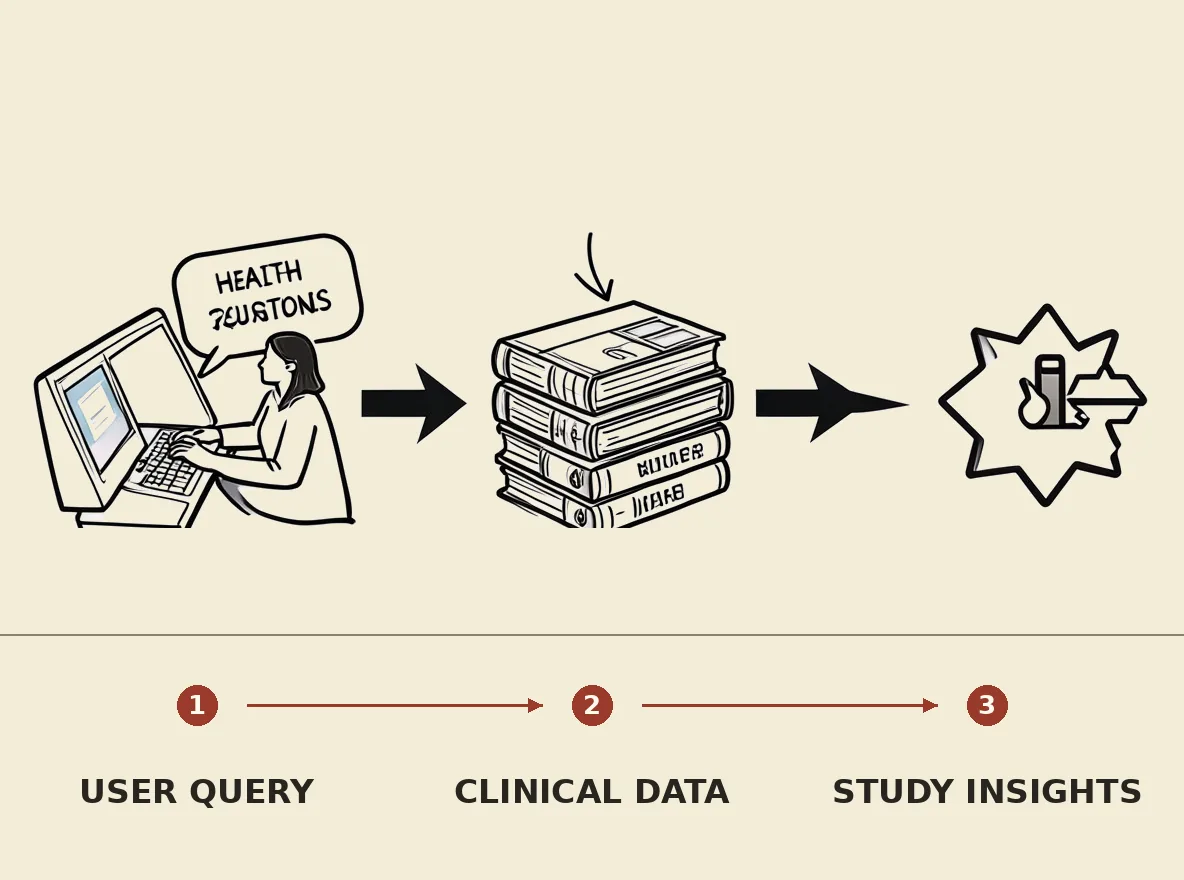 HEALTH
1
2
3
USER QUERY
CLINICAL DATA
STUDY INSIGHTS